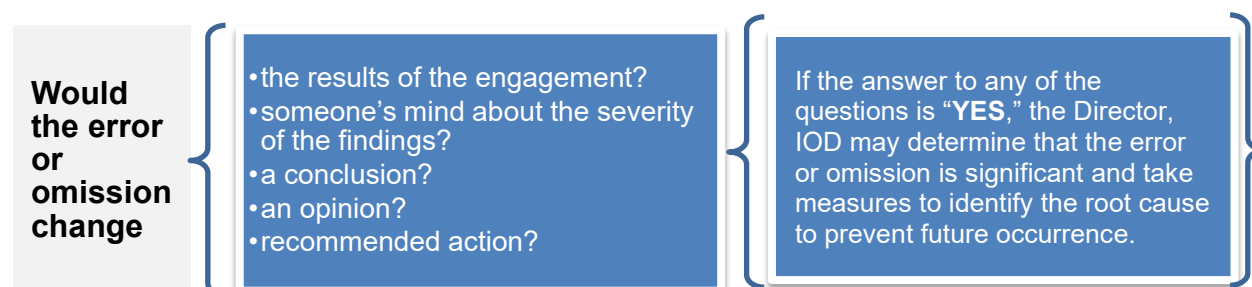 Would
the error
or
omission
change
•the results of the engagement?
•someone's mind about the severity
of the findings?
•a conclusion?
•an opinion?
•recommended action?
If the answer to any of the
questions is “YES,” the Director,
IOD may determine that the error
or omission is significant and take
measures to identify the root cause
to prevent future occurrence.